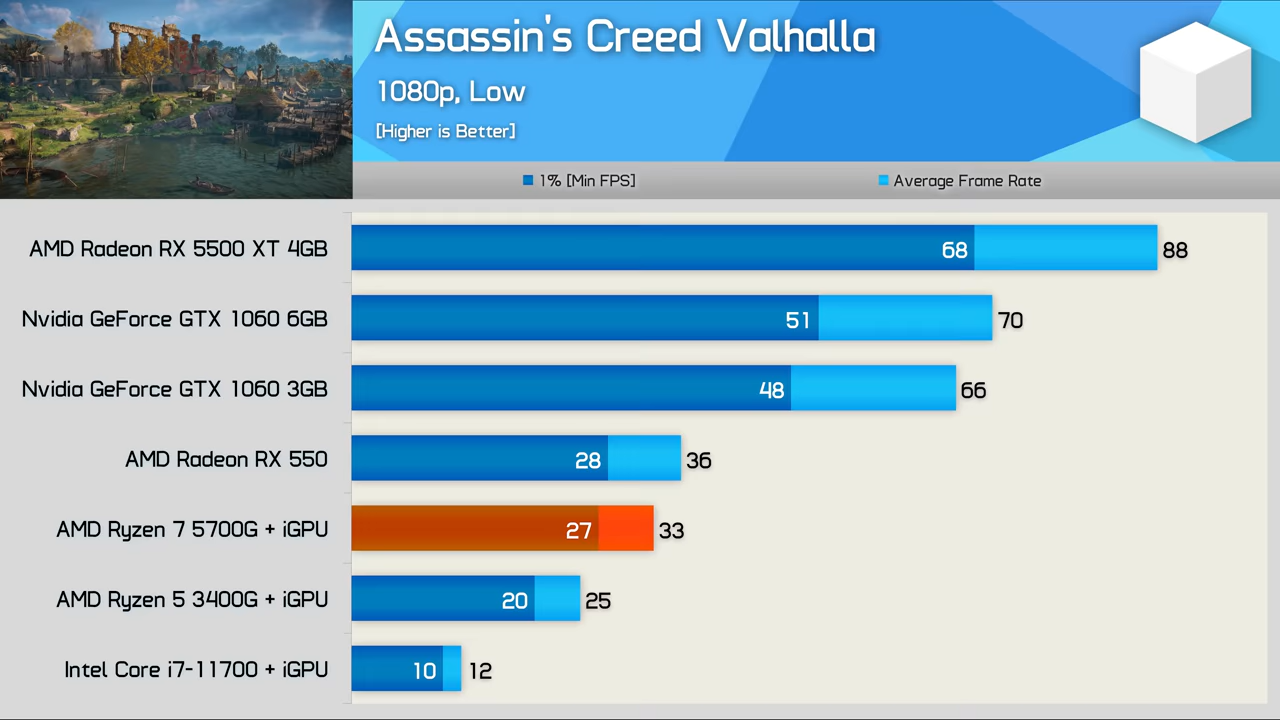 Assassin's Creed Valhalla
1080p, Low
[Higher is Better]
1% [Min FPS]
Average Frame Rate
AMD Radeon RX 5500 XT 4GB 68 88
Nvidia GeForce GTX 1060 6GB 51 70
Nvidia GeForce GTX 1060 3GB 48 66
AMD Radeon RX 550 28 36
AMD Ryzen 7 5700G + iGPU 27 33
AMD Ryzen 5 3400G + iGPU 20 25
Intel Core i7-11700 + iGPU 10 12